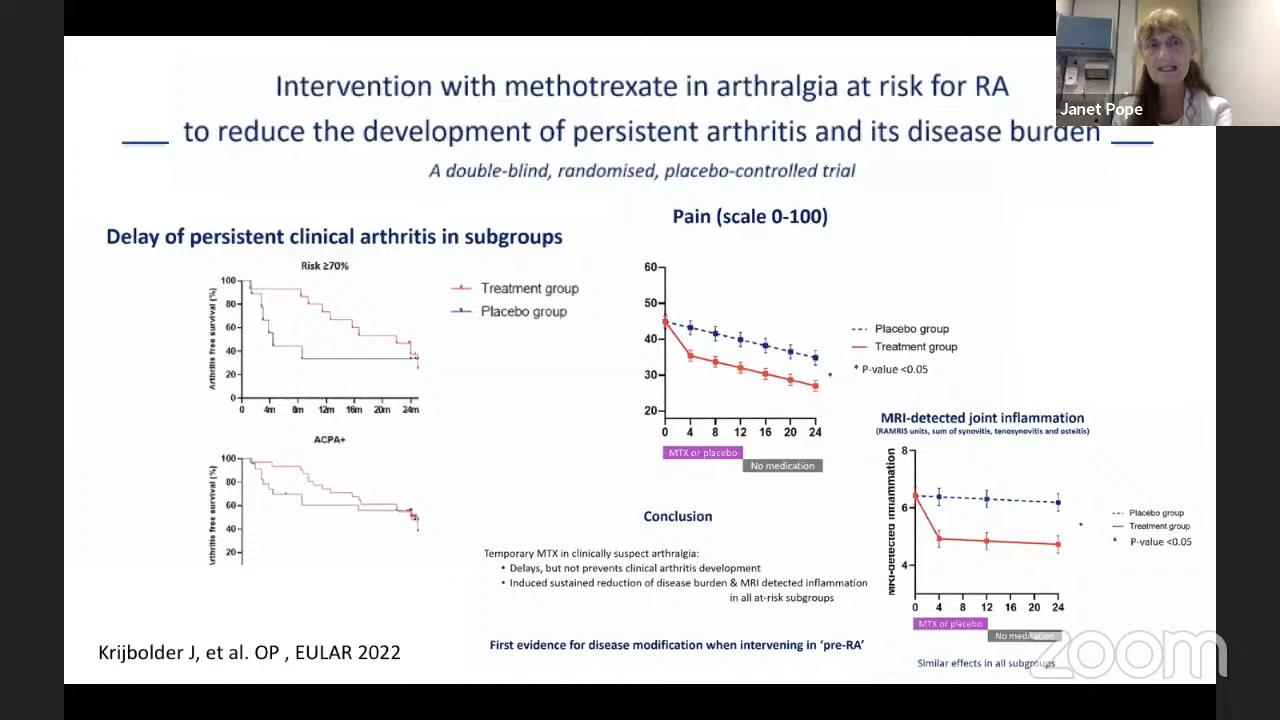 Intervention with methotrexate in arthralgia at risk for RA
to reduce the development of persistent arthritis and its disease burden
A double-blind, randomised, placebo-controlled trial
Janet Pope
Delay of persistent clinical arthritis in subgroups
Risk ≥70%
Arthritis free survival (%)
100
80
60
40
20
0
0 4m 8m 12m 16m 20m 24m
Treatment group
Placebo group
ACPA+
Arthritis free survival (%)
100
80
60
40
20
Pain (scale 0-100)
60
50
40
30
20
0 4 8 12 16 20 24
MTX or placebo
No medication
Placebo group
Treatment group
*
* P-value <0.05
MRI-detected joint inflammation
(RAMRIS units, sum of synovitis, tenosynovitis and osteitis)
MRI-detected inflammation
8
6
4
0 4 8 12 16 20 24
MTX or placebo
No medication
Placebo group
Treatment group
*
* P-value <0.05
Similar effects in all subgroups
Conclusion
Temporary MTX in clinically suspect arthralgia:
• Delays, but not prevents clinical arthritis development
• Induced sustained reduction of disease burden & MRI detected inflammation
in all at-risk subgroups
First evidence for disease modification when intervening in ‘pre-RA’
Krijbolder J, et al. OP , EULAR 2022
zoom